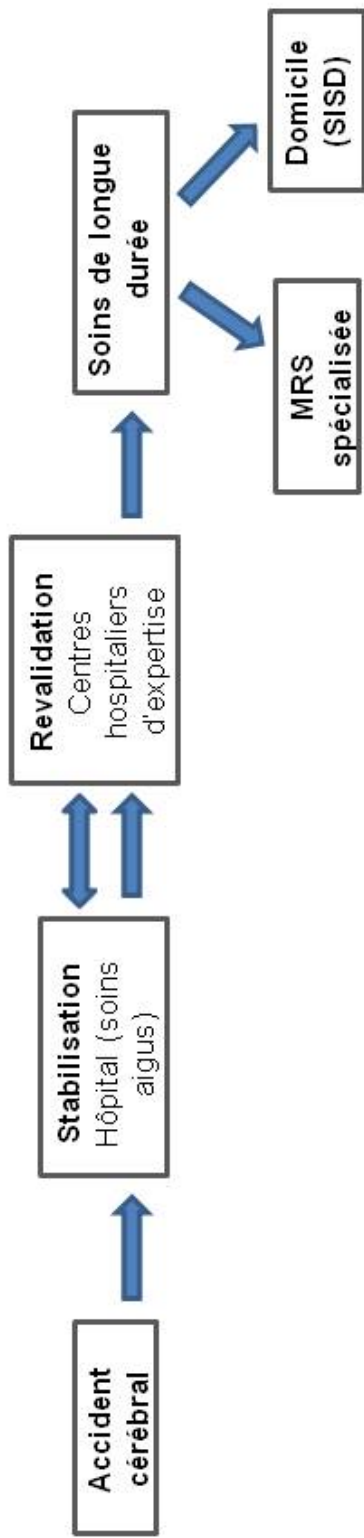 Accident
cérébral
Stabilisation
Hôpital (soins
aigus)
Revalidation
Centres
hospitaliers
d'expertise
Soins de longue
durée
MRS
spécialisée
Domicile
(SISD)